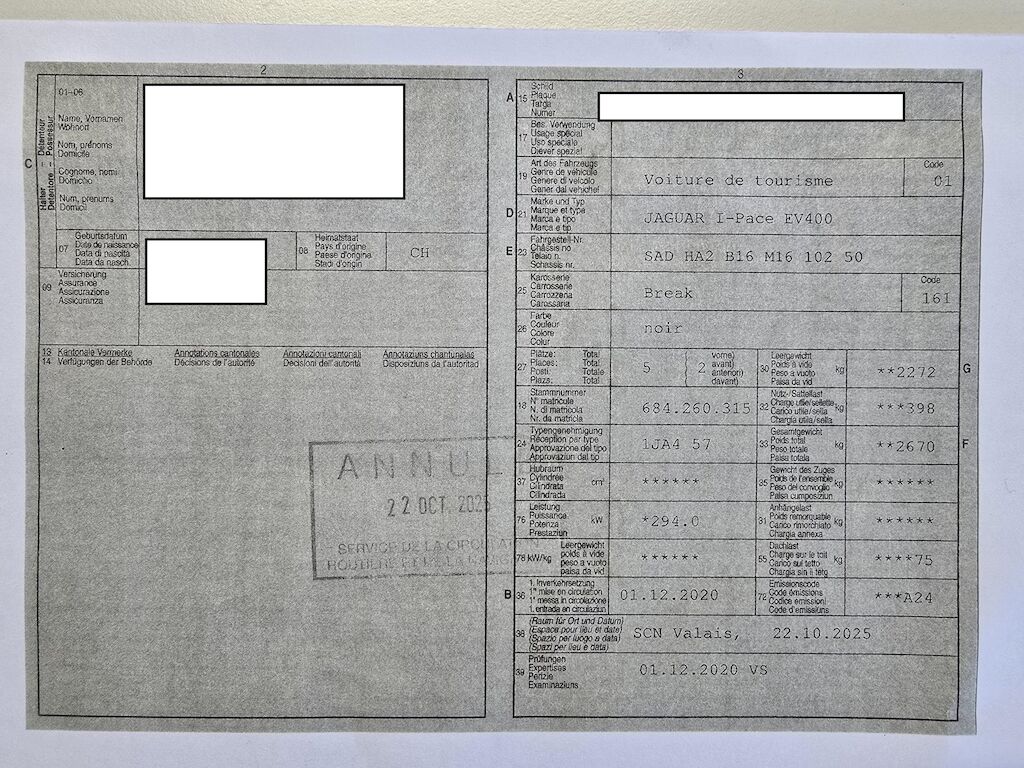 2
01–06
Name, Vornamen
Wohnort
Nom, prénoms
Domicile
Cognome, nomi
Domicilio
Num, prenums
Domicil
C
Halter Détenteur
Detentore Possessur
07
Geburtsdatum
Date de naissance
Data di nascita
Data da nasch.
08
Heimatstaat
Pays d'origine
Paese d'origine
Stadi d'origin
CH
09
Versicherung
Assurance
Assicurazione
Assicuranza
13
14
Kantonale Vermerke
Verfügungen der Behörde
Annotations cantonales
Décisions de l'autorité
Annotazioni cantonali
Decisioni dell'autorità
Annotaziuns chantunalas
Disposiziuns da l'autoritad
ANNUL
22 OCT. 2025
SERVICE DE LA CIRCULATION
ROUTIERE ET DE LA NAVIG
3
A 15
Schild
Plaque
Targa
Numer
17
Bes. Verwendung
Usage spécial
Uso speciale
Diever spezial
19
Art des Fahrzeugs
Genre de véhicule
Genere di veicolo
Gener dal vehichel
Voiture de tourisme
Code
01
D 21
Marke und Typ
Marque et type
Marca e tipo
Marca e tip
JAGUAR I-Pace EV400
E 23
Fahrgestell-Nr.
Châssis no
Telaio n.
Schassis nr.
SAD HA2 B16 M16 102 50
25
Karosserie
Carrosserie
Carrozzeria
Carossaria
Break
Code
161
26
Farbe
Couleur
Colore
Colur
noir
27
Plätze: Total
Places: Total
Posti: Totale
Plazs: Total
5
2
vorne)
avant)
anteriori)
davant)
30
Leergewicht
Poids à vide
Peso a vuoto
Paisa da vid
kg
**2272
G
18
Stammnummer
N° matricule
N. di matricola
Nr. da matricla
684.260.315
32
Nutz-/Sattellast
Charge utile/sellette
Carico utile/sella
Chargia utila/sella
kg
***398
24
Typengenehmigung
Réception par type
Approvazione del tipo
Approvaziun dal tip
1JA4 57
33
Gesamtgewicht
Poids total
Peso totale
Paisa totala
kg
**2670
F
37
Hubraum
Cylindrée
Cilindrata
Cilindrada
cm³
******
35
Gewicht des Zuges
Poids de l'ensemble
Peso del convoglio
Paisa cumposiziun
kg
******
76
Leistung
Puissance
Potenza
Prestaziun
kW
*294.0
31
Anhängelast
Poids remorquable
Carico rimorchiato
Chargia annexa
kg
******
78 kW/kg
Leergewicht
poids à vide
peso a vuoto
paisa da vid
******
55
Dachlast
Charge sur le toit
Carico sul tetto
Chargia sin il tetg
kg
****75
B 36
1. Inverkehrsetzung
1re mise en circulation
1a messa in circolazione
1. entrada en circulaziun
01.12.2020
72
Emissionscode
Code émissions
Codice emissioni
Code d'emissiuns
***A24
38
(Raum für Ort und Datum)
(Espace pour lieu et date)
(Spazio per luogo a data)
(Spazi per lieu e data)
SCN Valais, 22.10.2025
39
Prüfungen
Expertises
Perizie
Examinaziuns
01.12.2020 VS